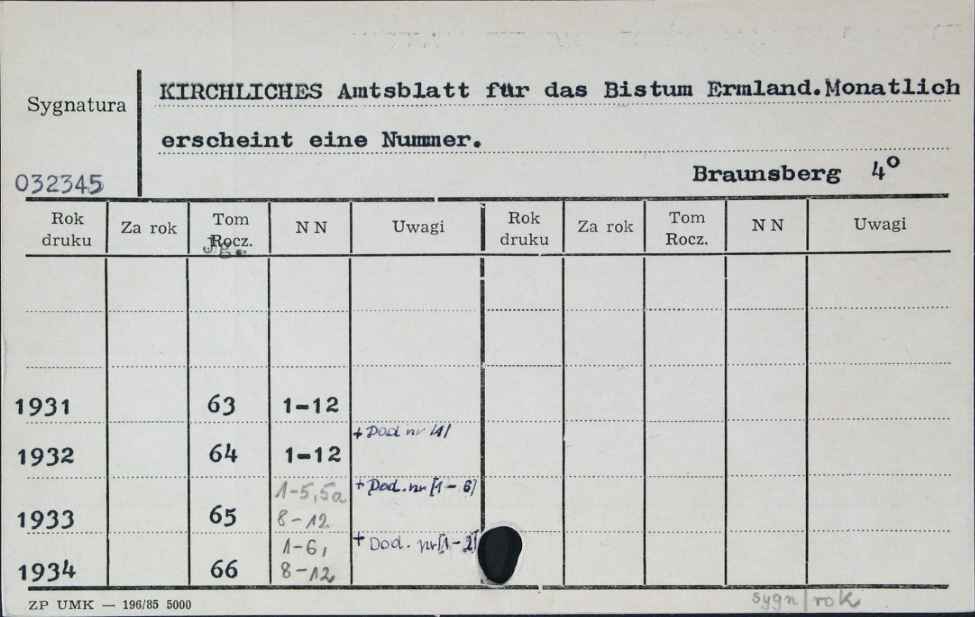 KIRCHLICHES Amtsblatt für das Bistum Ermland.Monatlich
Sygnatura
erscheint eine Nummer.
032345
Braunsberg 4°
Rok druku Za rok Tom Rocz. N N Uwagi Rok druku Za rok Tom Rocz. N N Uwagi
Jg.
1931 63 1-12
+ Dod nr [1]
1932 64 1-12
1-5,5a + Dod. nr [1-6]
1933 65 8-12
1-6, + Dod. nr [1-2]
1934 66 8-12
ZP UMK — 196/85 5000
sygn/rok